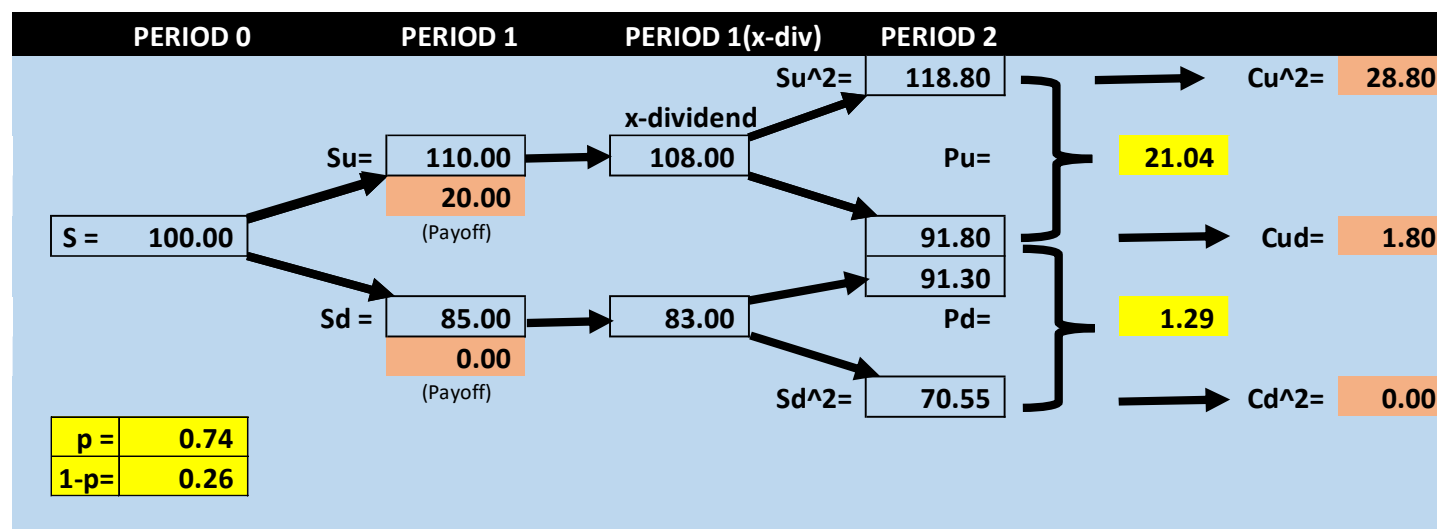 PERIOD 0 PERIOD 1 PERIOD 1(x-div) PERIOD 2
Su^2= 118.80 Cu^2= 28.80
x-dividend
Su= 110.00 108.00 Pu= 21.04
20.00
(Payoff)
S = 100.00 91.80 Cud= 1.80
91.30
Sd = 85.00 83.00 Pd= 1.29
0.00
(Payoff)
Sd^2= 70.55 Cd^2= 0.00
p = 0.74
1-p= 0.26